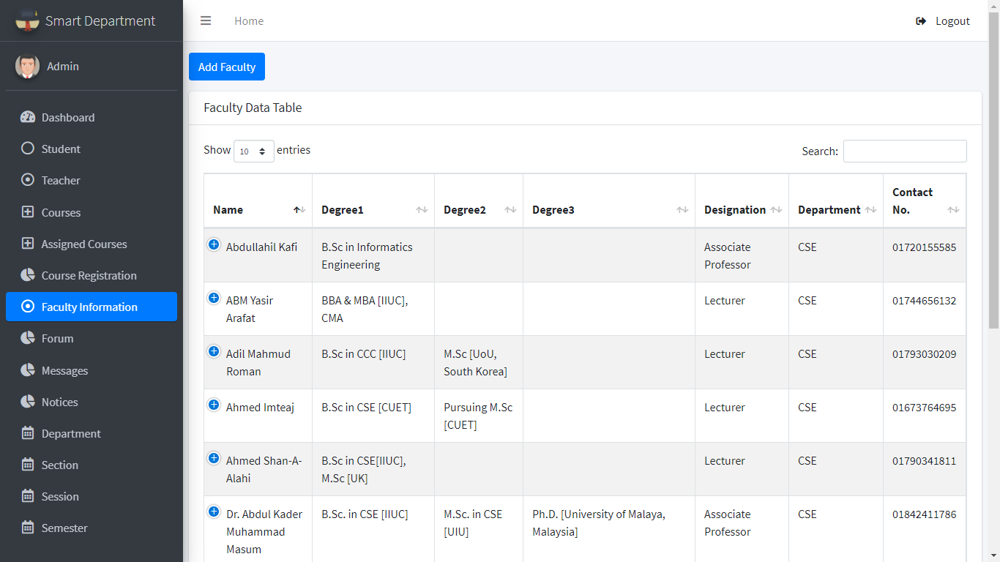 Smart Department
Home
Logout
Admin
Dashboard
Student
Teacher
Courses
Assigned Courses
Course Registration
Faculty Information
Forum
Messages
Notices
Department
Section
Session
Semester
Add Faculty
Faculty Data Table
Show 10 entries
Search:
Name Degree1 Degree2 Degree3 Designation Department Contact
No.
Abdullahil Kafi B.Sc in Informatics Associate CSE 01720155585
Engineering Professor
ABM Yasir BBA & MBA [IIUC], Lecturer CSE 01744656132
Arafat CMA
Adil Mahmud B.Sc in CCC [IIUC] M.Sc [UoU, Lecturer CSE 01793030209
Roman South Korea]
Ahmed Imteaj B.Sc in CSE [CUET] Pursuing M.Sc Lecturer CSE 01673764695
[CUET]
Ahmed Shan-A- B.Sc in CSE[IIUC], Lecturer CSE 01790341811
Alahi M.Sc [UK]
Dr. Abdul Kader B.Sc. in CSE [IIUC] M.Sc. in CSE Ph.D. [University of Malaya, Associate CSE 01842411786
Muhammad [UIU] Malaysia] Professor
Masum